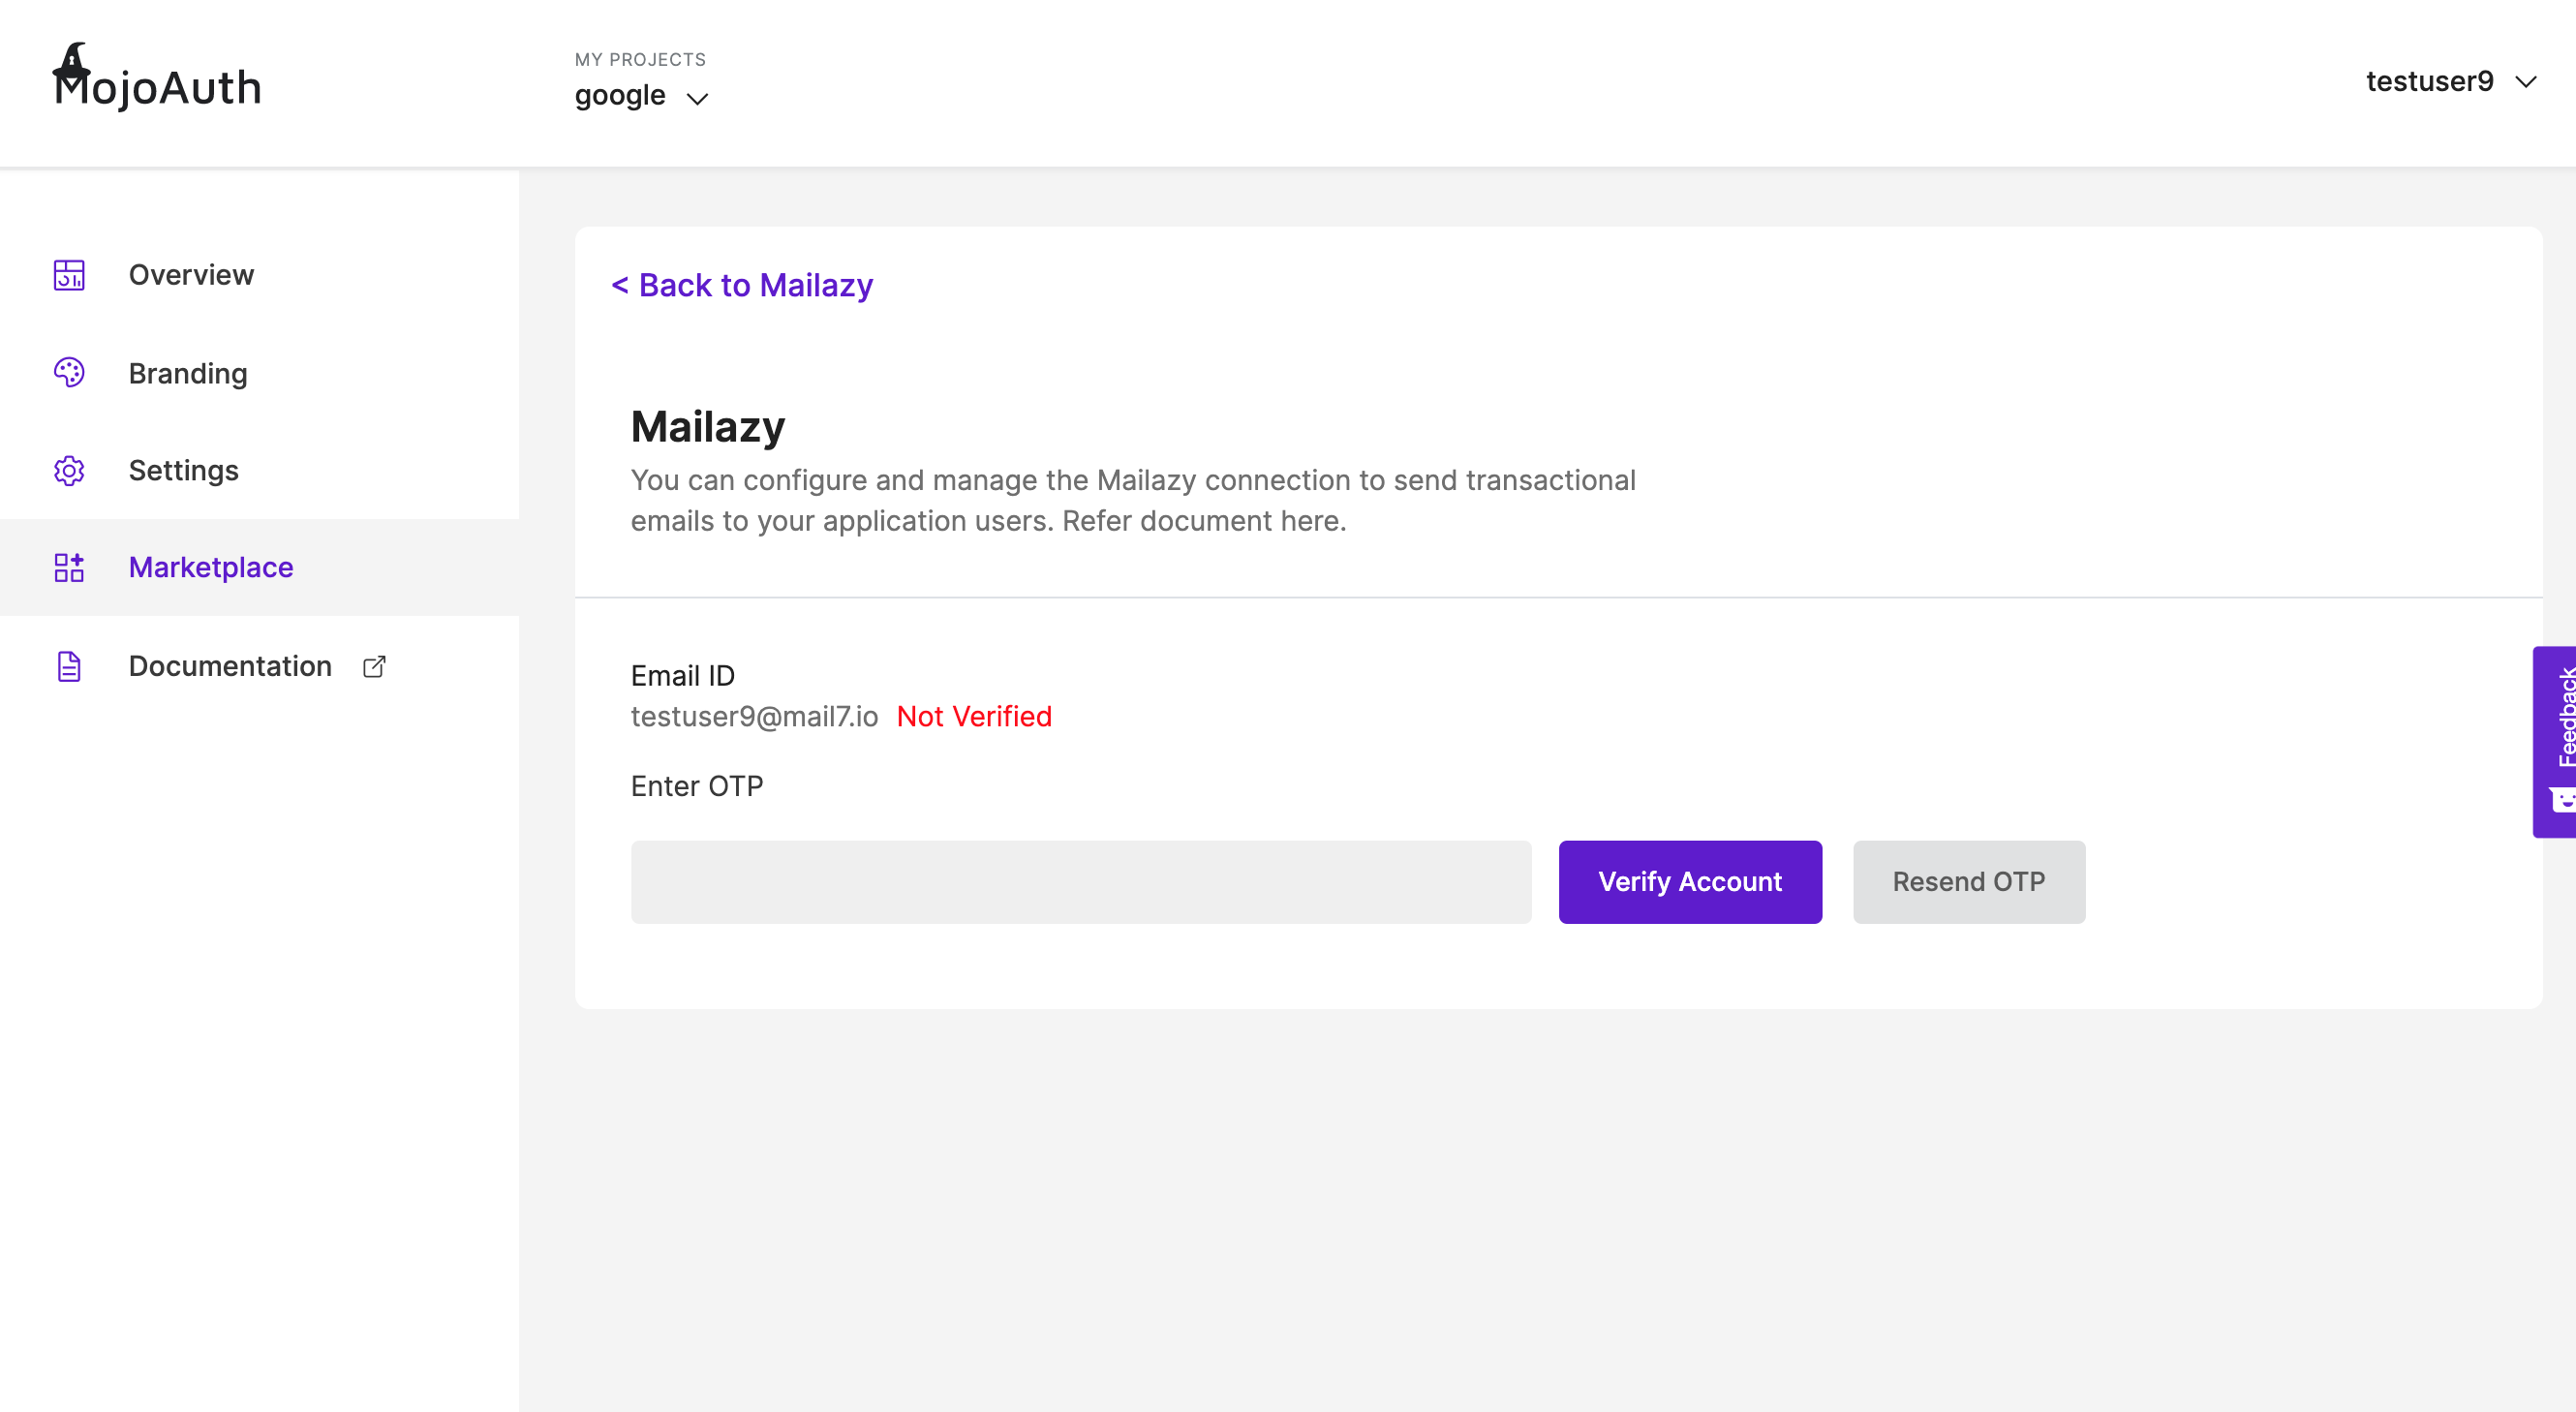 MojoAuth
MY PROJECTS
google
testuser9
Overview
Branding
Settings
Marketplace
Documentation
< Back to Mailazy
Mailazy
You can configure and manage the Mailazy connection to send transactional
emails to your application users. Refer document here.
Email ID
testuser9@mail7.io Not Verified
Enter OTP
Verify Account
Resend OTP
Feedback